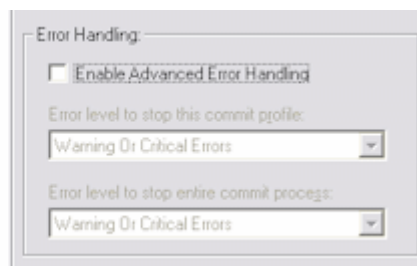 Error Handling:
Enable Advanced Error Handling
Error level to stop this commit profile:
Warning Or Critical Errors
Error level to stop entire commit process:
Warning Or Critical Errors